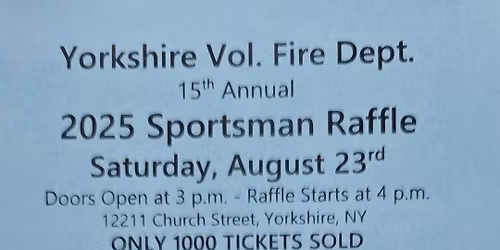 Yorkshire Vol. Fire Dept.
15th Annual
2025 Sportsman Raffle
Saturday, August 23rd
Doors Open at 3 p.m. - Raffle Starts at 4 p.m.
12211 Church Street, Yorkshire, NY
ONLY 1000 TICKETS SOLD